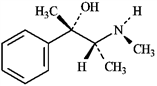 H₃C OH H
N
CH₃
H CH₃